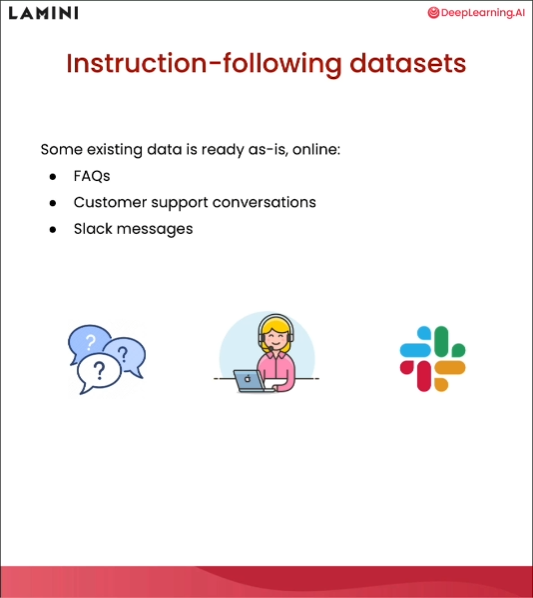 LAMINI
DeepLearning.AI
Instruction-following datasets
Some existing data is ready as-is, online:
● FAQs
● Customer support conversations
● Slack messages
? ? ?